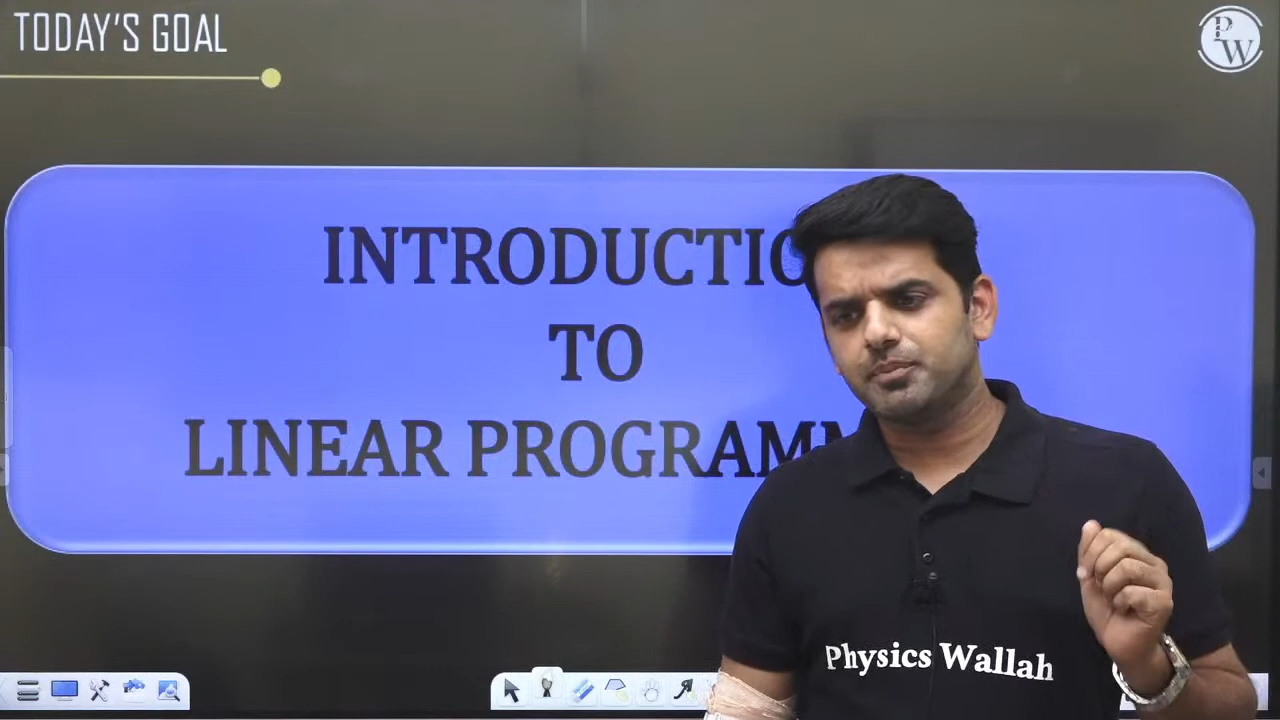 TODAY'S GOAL
PW
INTRODUCTIO
TO
LINEAR PROGRAMM
Physics Wallah